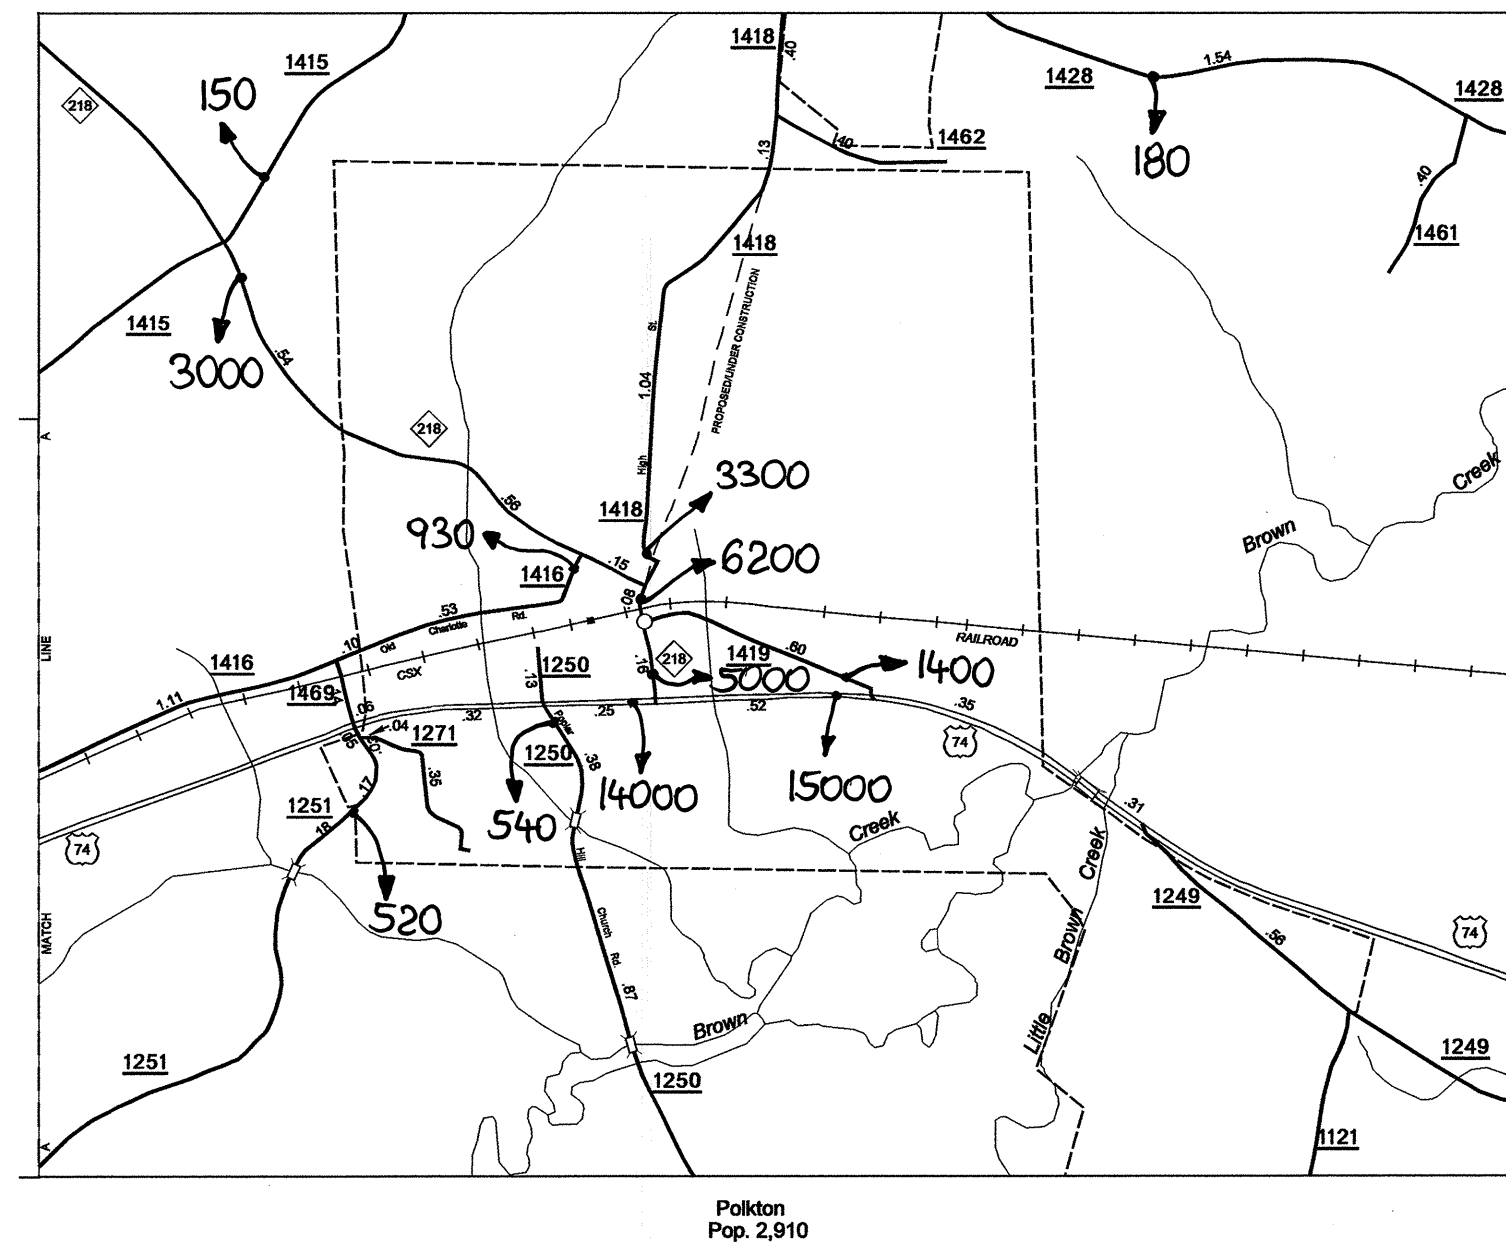 1418
.40
1415
1428
1.54
1428
150
218
1462
.40
.13
180
.40
1461
1418
1415
3000
.54
PROPOSED/UNDER CONSTRUCTION
St.
1.04
High
218
A
3300
Creek
.56
1418
930
Brown
6200
.15
1416
.08
.53
Charlotte
Rd.
Old
.10
RAILROAD
LINE
.60
1419
218
.16
1416
1250
.13
CSX
1400
5000
1469
.14
1.11
.06
.04
.32
.25
.52
.35
Poplar
1271
.05
.03
74
1250
.38
.35
.17
14000
15000
1251
.18
.31
540
Creek
74
Hill
Creek
1249
520
Church
MATCH
Brown
74
.56
Rd.
.87
Brown
Little
1249
1251
1250
A
1121
Polkton
Pop. 2,910